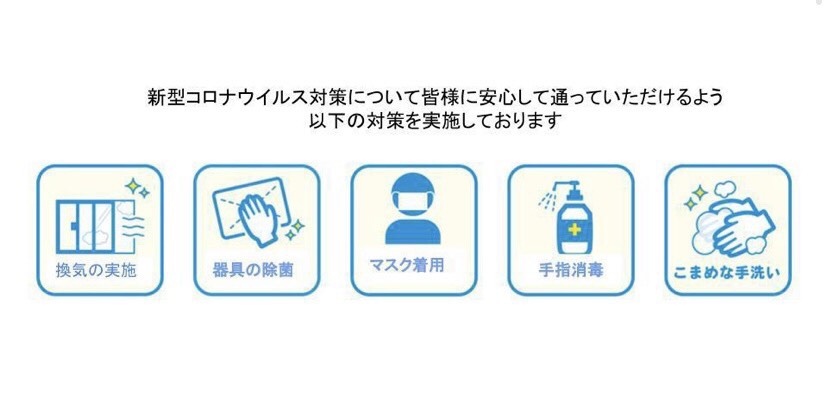 新型コロナウイルス対策について皆様に安心して通っていただけるよう
以下の対策を実施しております
換気の実施
器具の除菌
マスク着用
手指消毒
こまめな手洗い